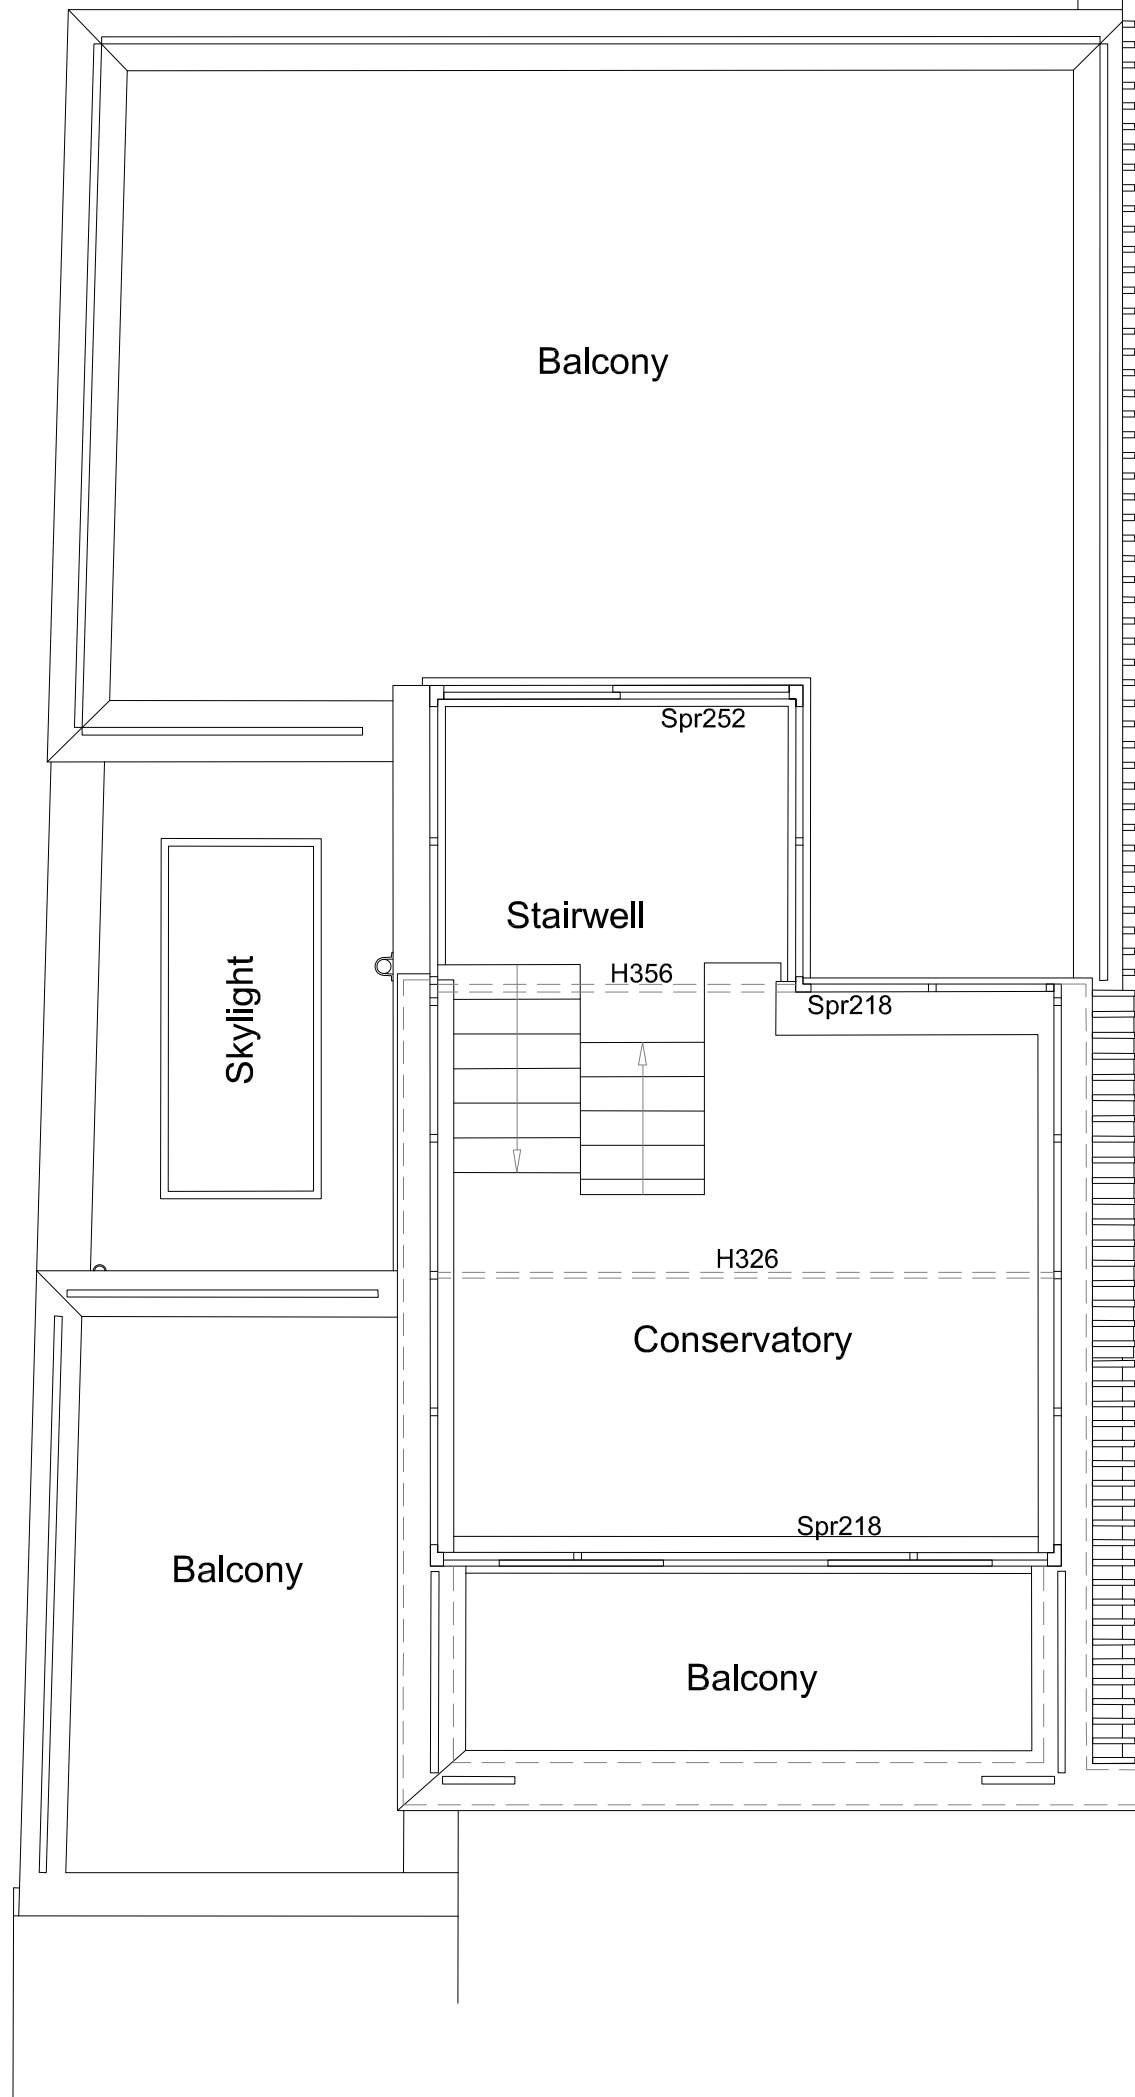 Balcony
Spr252
Stairwell
H356
Spr218
Skylight
H326
Conservatory
Spr218
Balcony
Balcony